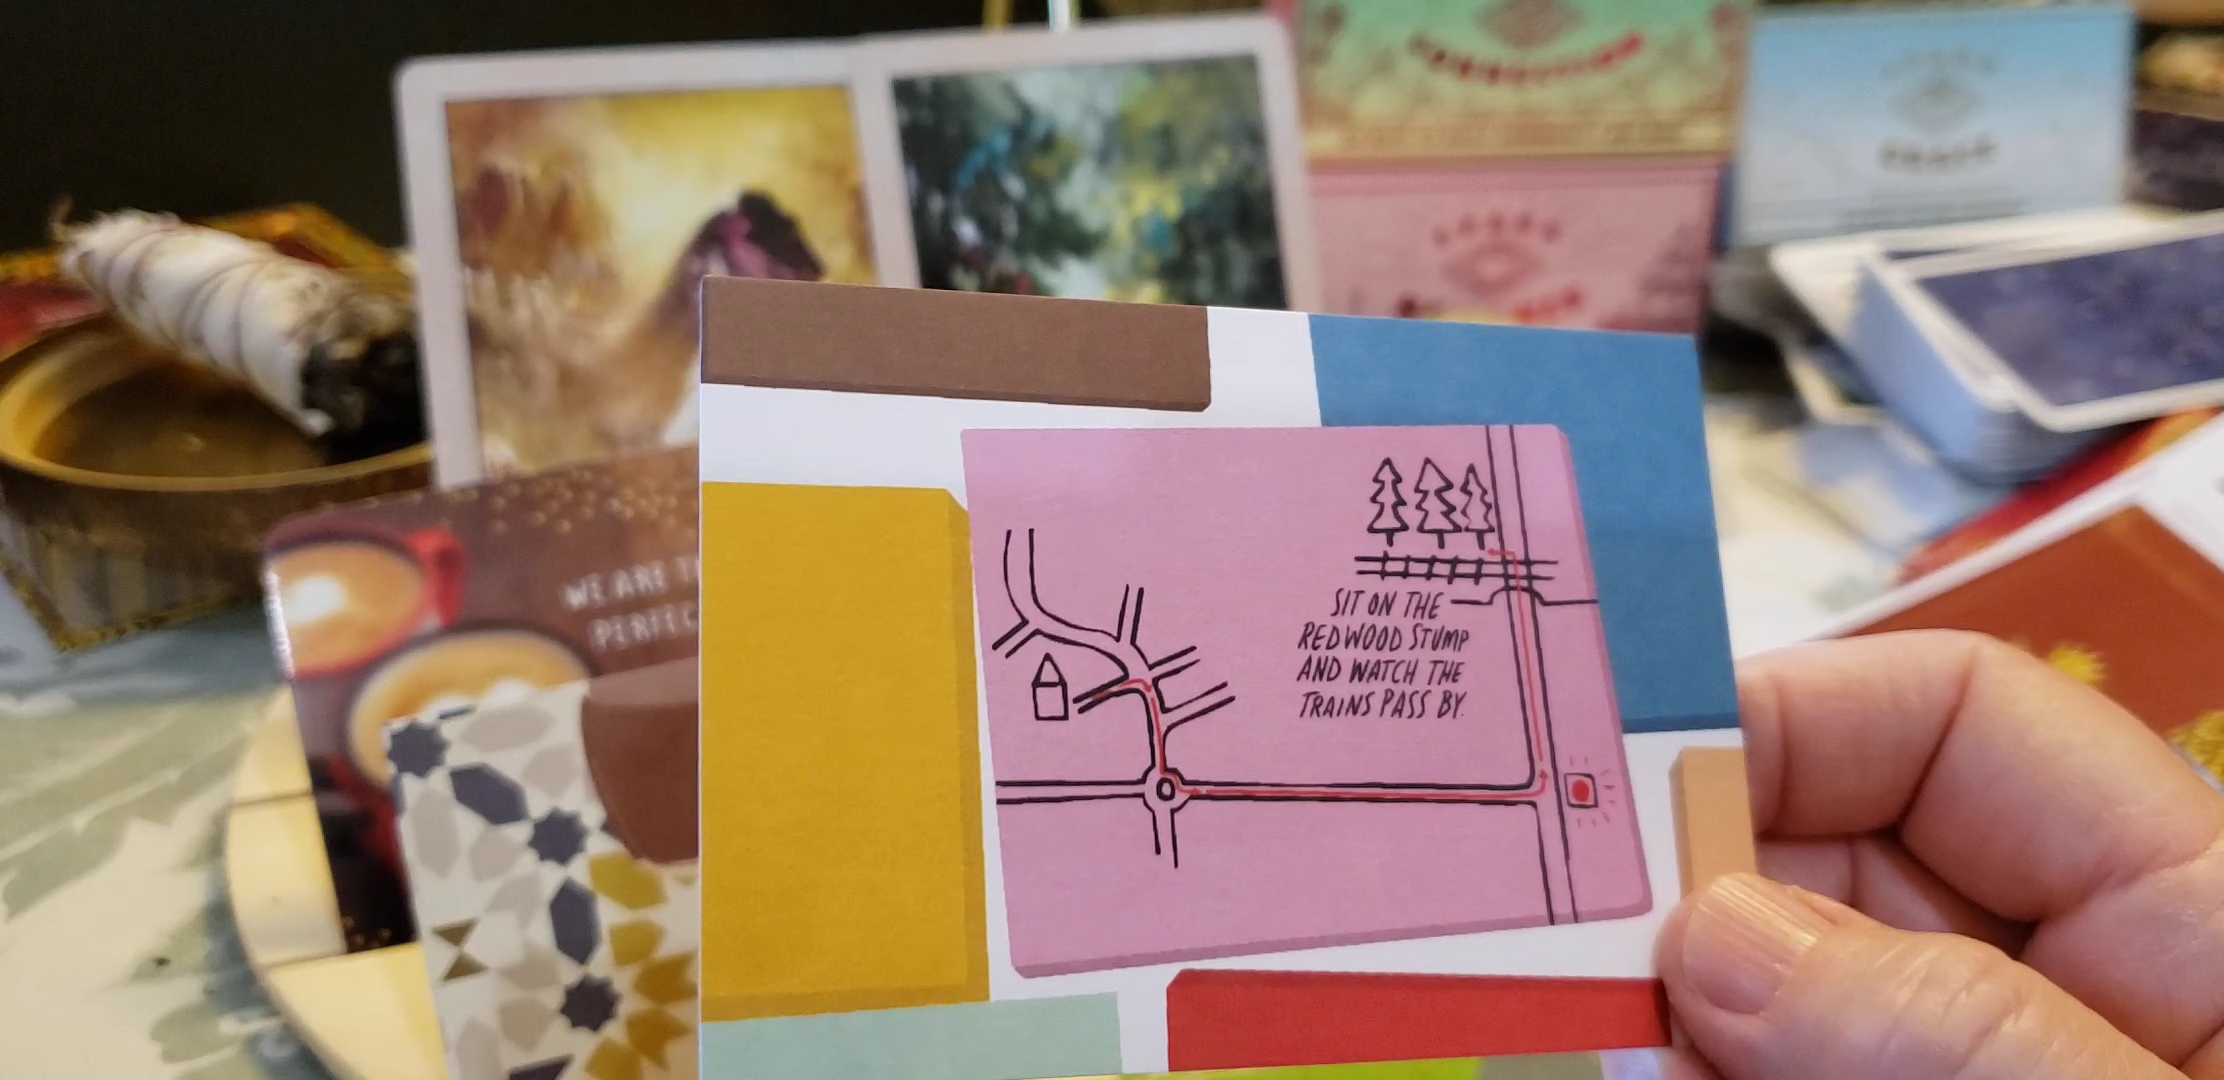 WE ARE
PERFEC
SIT ON THE
REDWOOD STUMP
AND WATCH THE
TRAINS PASS BY.